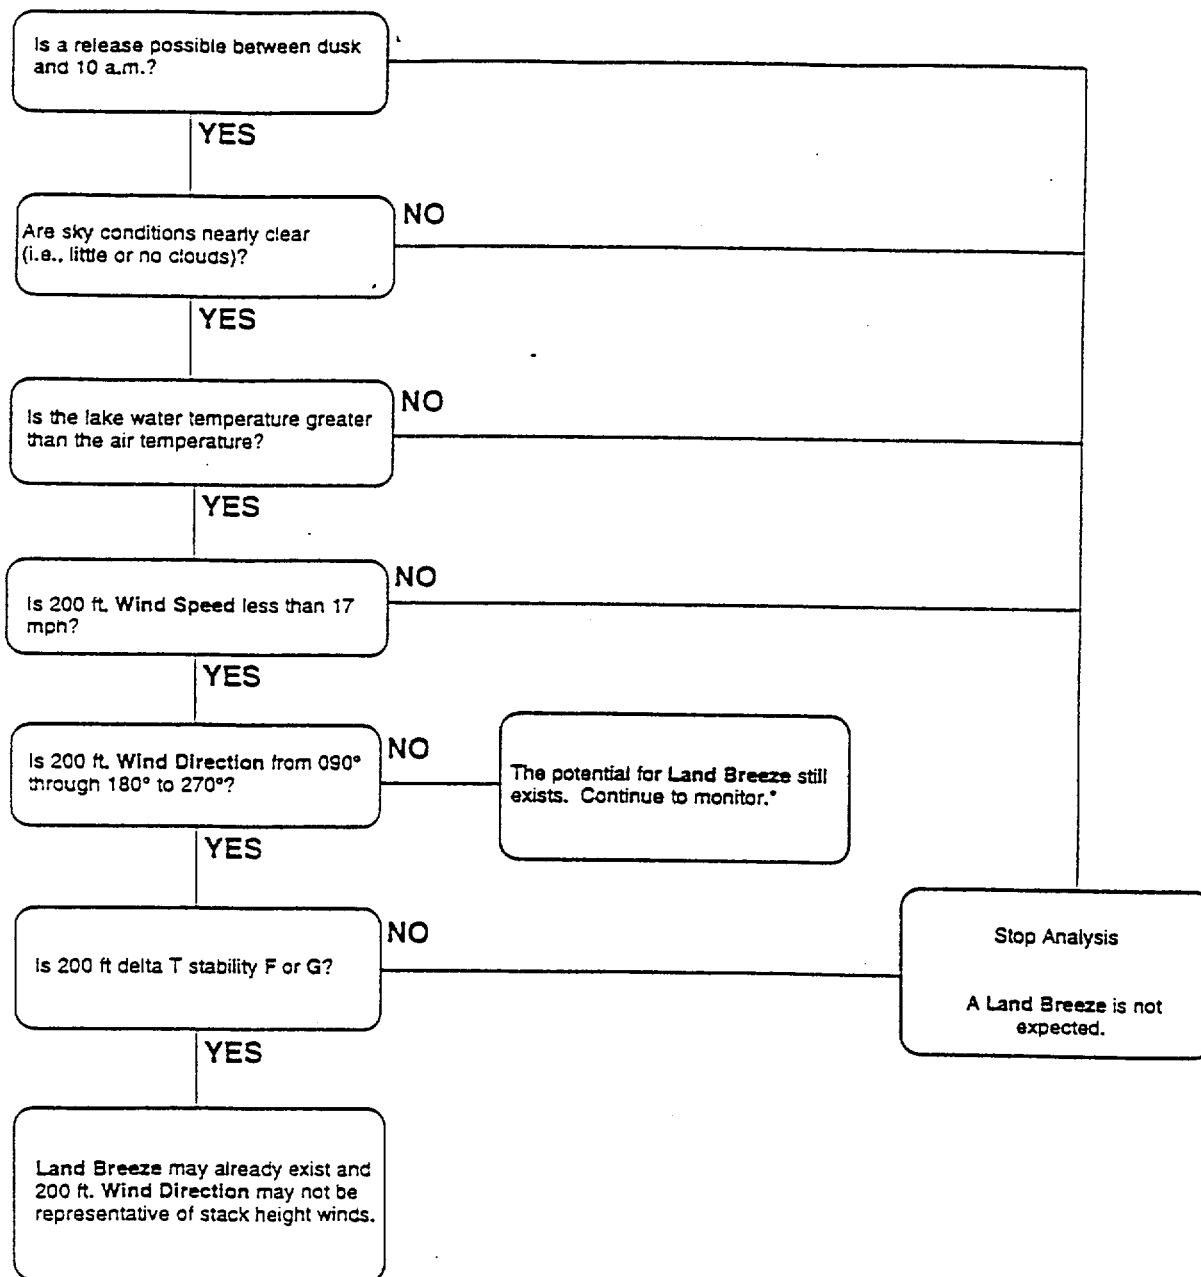 Is a release possible between dusk
and 10 a.m.?
YES
Are sky conditions nearly clear
(i.e., little or no clouds)?
NO
YES
Is the lake water temperature greater
than the air temperature?
NO
YES
Is 200 ft. Wind Speed less than 17
mph?
NO
YES
Is 200 ft. Wind Direction from 090°
through 180° to 270°?
NO
The potential for Land Breeze still
exists. Continue to monitor.*
YES
Is 200 ft delta T stability F or G?
NO
Stop Analysis
A Land Breeze is not
expected.
YES
Land Breeze may already exist and
200 ft. Wind Direction may not be
representative of stack height winds.